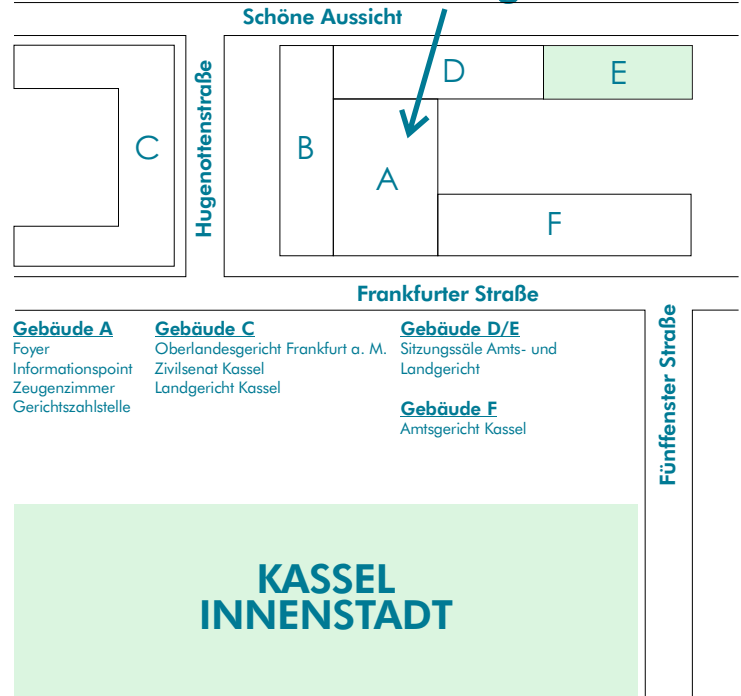 Schöne Aussicht
Hugenottenstraße
D
E
C
B
A
F
Frankfurter Straße
Gebäude A
Foyer
Informationspoint
Zeugenzimmer
Gerichtszahlstelle
Gebäude C
Oberlandesgericht Frankfurt a. M.
Zivilsenat Kassel
Landgericht Kassel
Gebäude D/E
Sitzungssäle Amts- und
Landgericht
Gebäude F
Amtsgericht Kassel
Fünffenster Straße
KASSEL
INNENSTADT